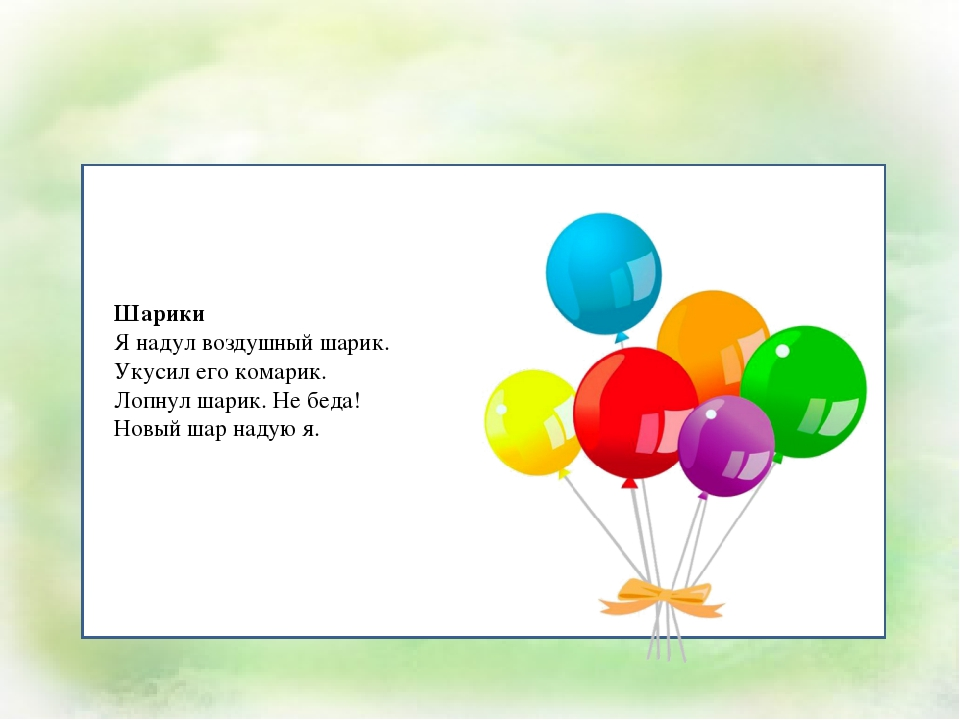 Шарики
Я надул воздушный шарик.
Укусил его комарик.
Лопнул шарик. Не беда!
Новый шар надую я.